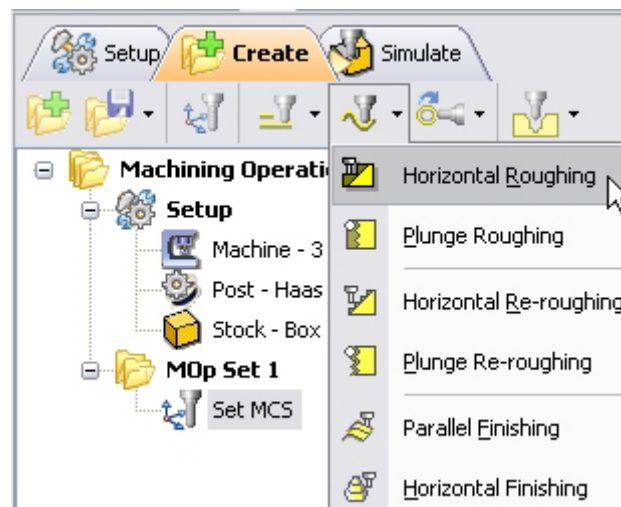 Setup Create Simulate
Machining Operati
Setup
Machine - 3
Post - Haas
Stock - Box
MOp Set 1
Set MCS
Horizontal Roughing
Plunge Roughing
Horizontal Re-roughing
Plunge Re-roughing
Parallel Finishing
Horizontal Finishing